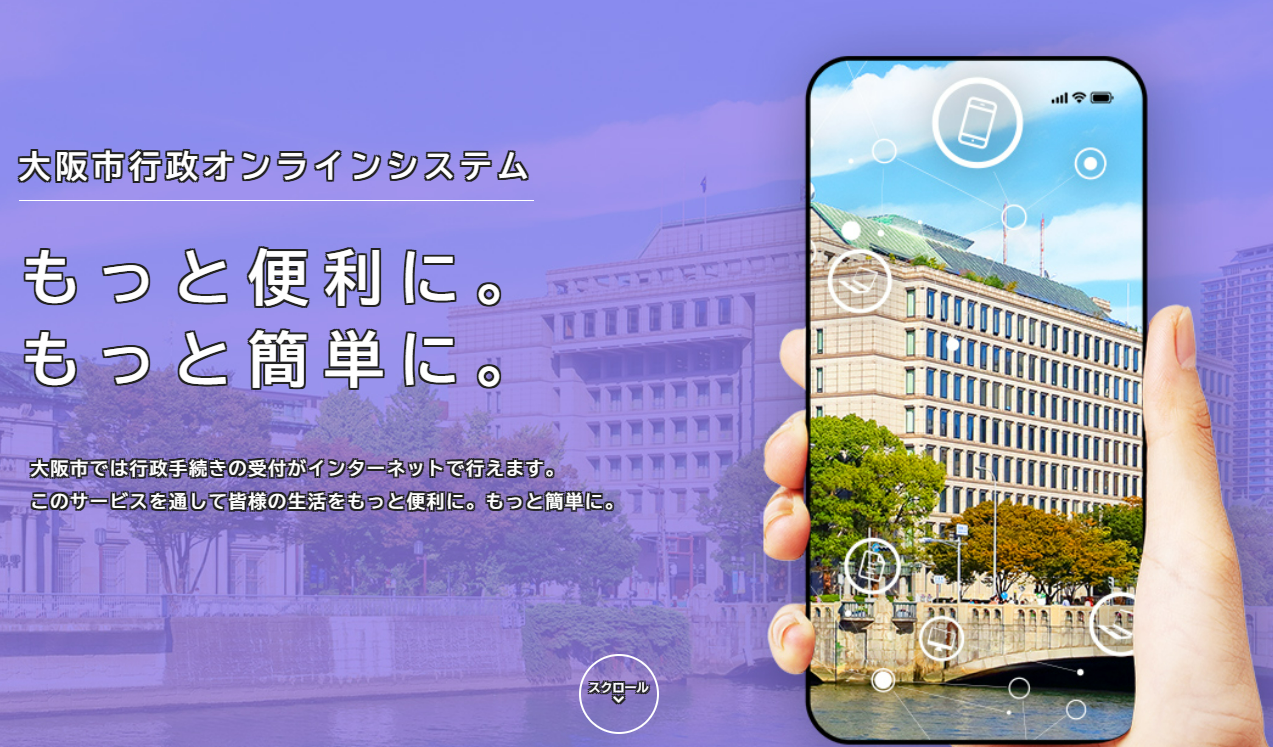 大阪市行政オンラインシステム
もっと便利に。
もっと簡単に。
大阪市では行政手続きの受付がインターネットで行えます。
このサービスを通して皆様の生活をもっと便利に。もっと簡単に。
スクロール